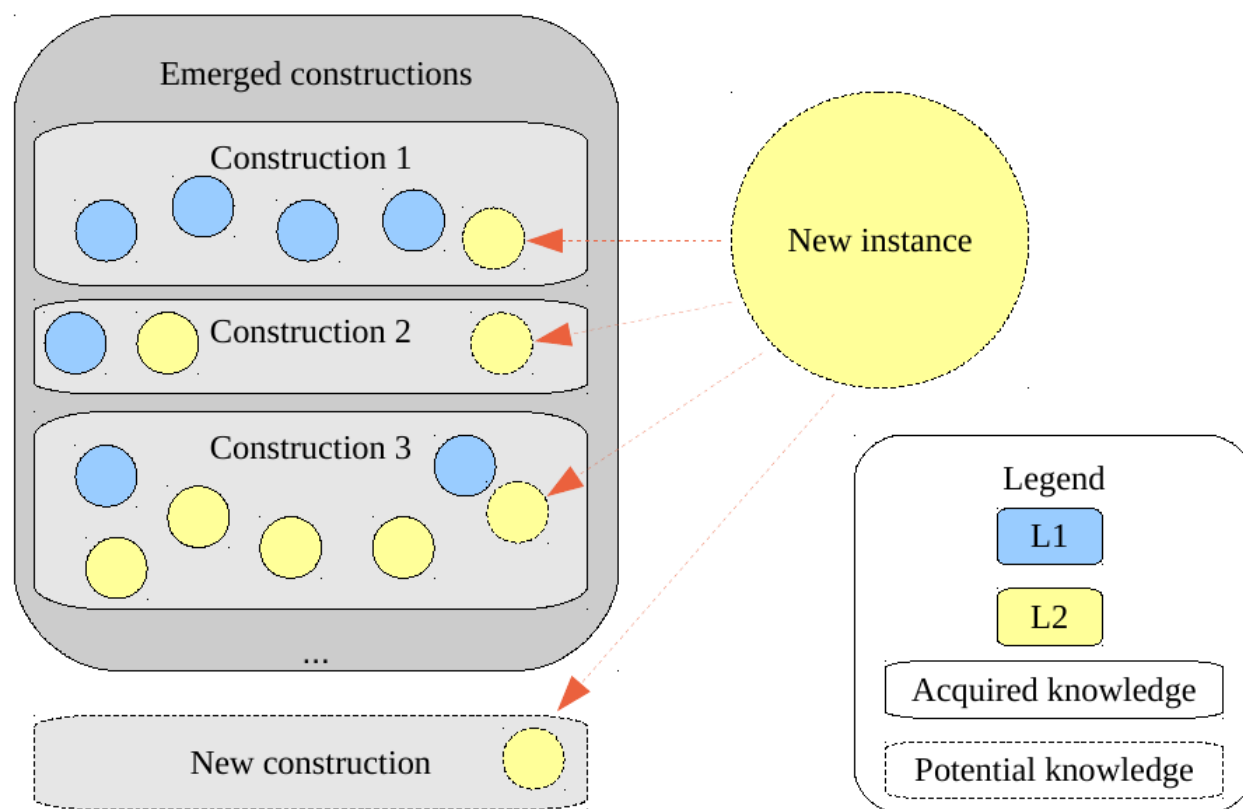 Emerged constructions
Construction 1
Construction 2
Construction 3
...
New construction
New instance
Legend
L1
L2
Acquired knowledge
Potential knowledge